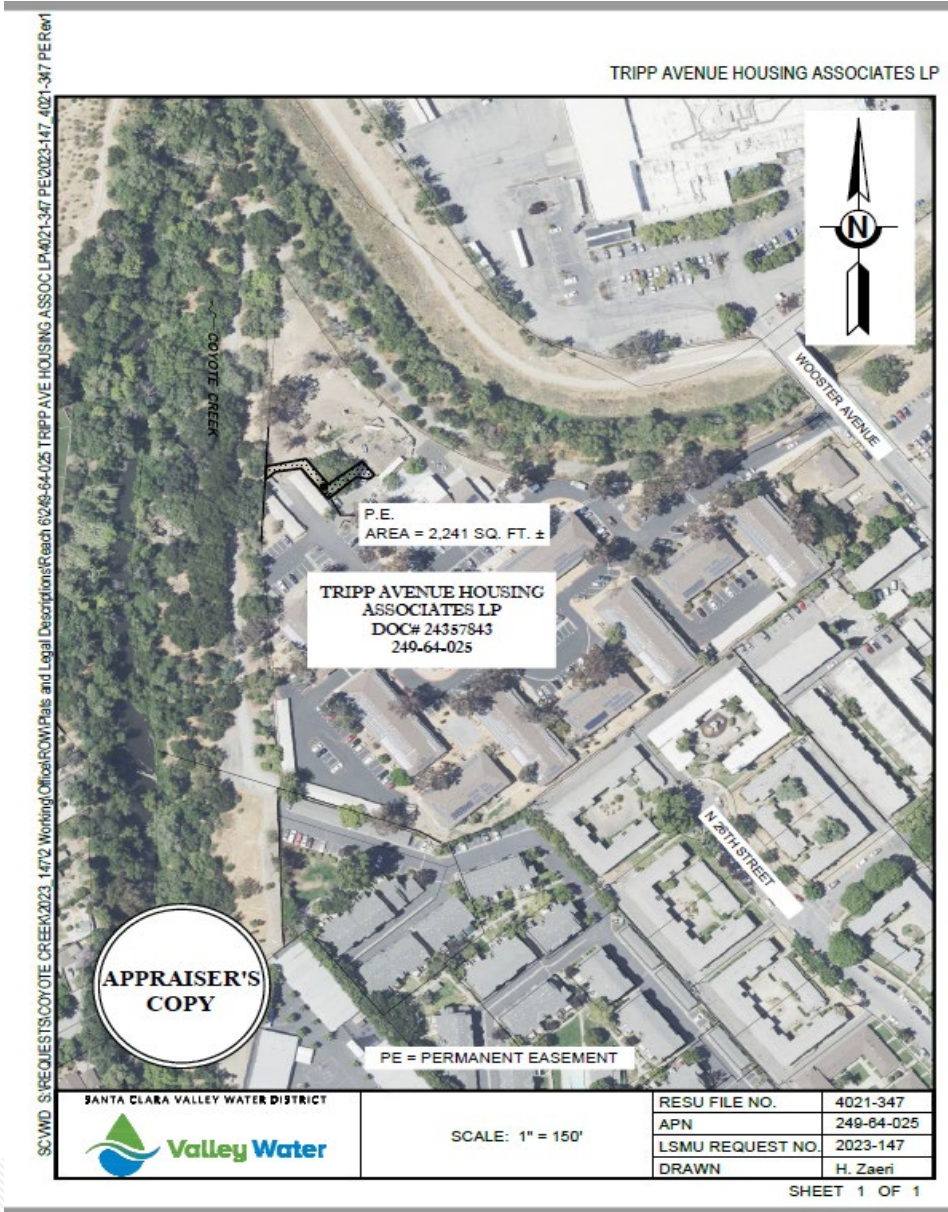 TRIPP AVENUE HOUSING ASSOCIATES LP
SCVWD S:\REQUESTS\COYOTE CREEK\2023_147\2 Working\Office\ROW\Plats and Legal Descriptions\Reach 6\249-64-025 TRIPP AVE HOUSING ASSOC LP\4021-347 PE\2023-147_4021-347 PE Rev1
N
WOOSTER AVENUE
COYOTE CREEK
P.E.
AREA = 2,241 SQ. FT. ±
TRIPP AVENUE HOUSING
ASSOCIATES LP
DOC# 24357843
249-64-025
N 26TH STREET
APPRAISER'S
COPY
PE = PERMANENT EASEMENT
SANTA CLARA VALLEY WATER DISTRICT
Valley Water
SCALE: 1" = 150'
RESU FILE NO. 4021-347
APN 249-64-025
LSMU REQUEST NO. 2023-147
DRAWN H. Zaeri
SHEET 1 OF 1